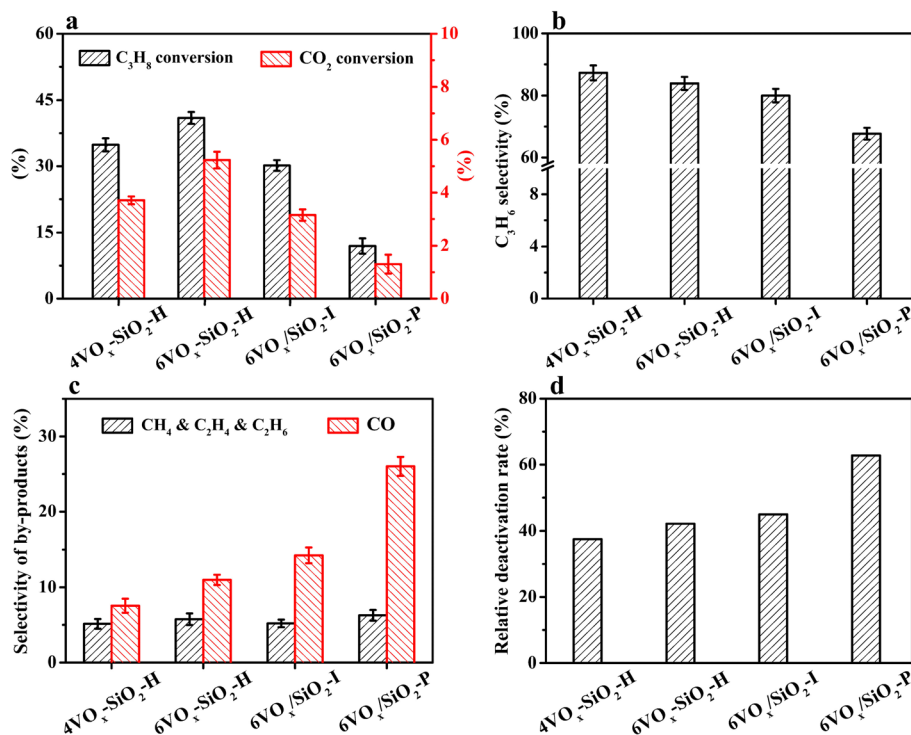 a
60
45
30
15
0
(%)
C₃H₈ conversion
CO₂ conversion
10
8
6
4
2
0
(%)
4VOₓ-SiO₂-H
6VOₓ-SiO₂-H
6VOₓ/SiO₂-I
6VOₓ/SiO₂-P
b
100
80
60
8
4
0
C₃H₆ selectivity (%)
4VOₓ-SiO₂-H
6VOₓ-SiO₂-H
6VOₓ/SiO₂-I
6VOₓ/SiO₂-P
c
30
20
10
0
Selectivity of by-products (%)
CH₄ & C₂H₄ & C₂H₆
CO
4VOₓ-SiO₂-H
6VOₓ-SiO₂-H
6VOₓ/SiO₂-I
6VOₓ/SiO₂-P
d
80
60
40
20
0
Relative deactivation rate (%)
4VOₓ-SiO₂-H
6VOₓ-SiO₂-H
6VOₓ/SiO₂-I
6VOₓ/SiO₂-P